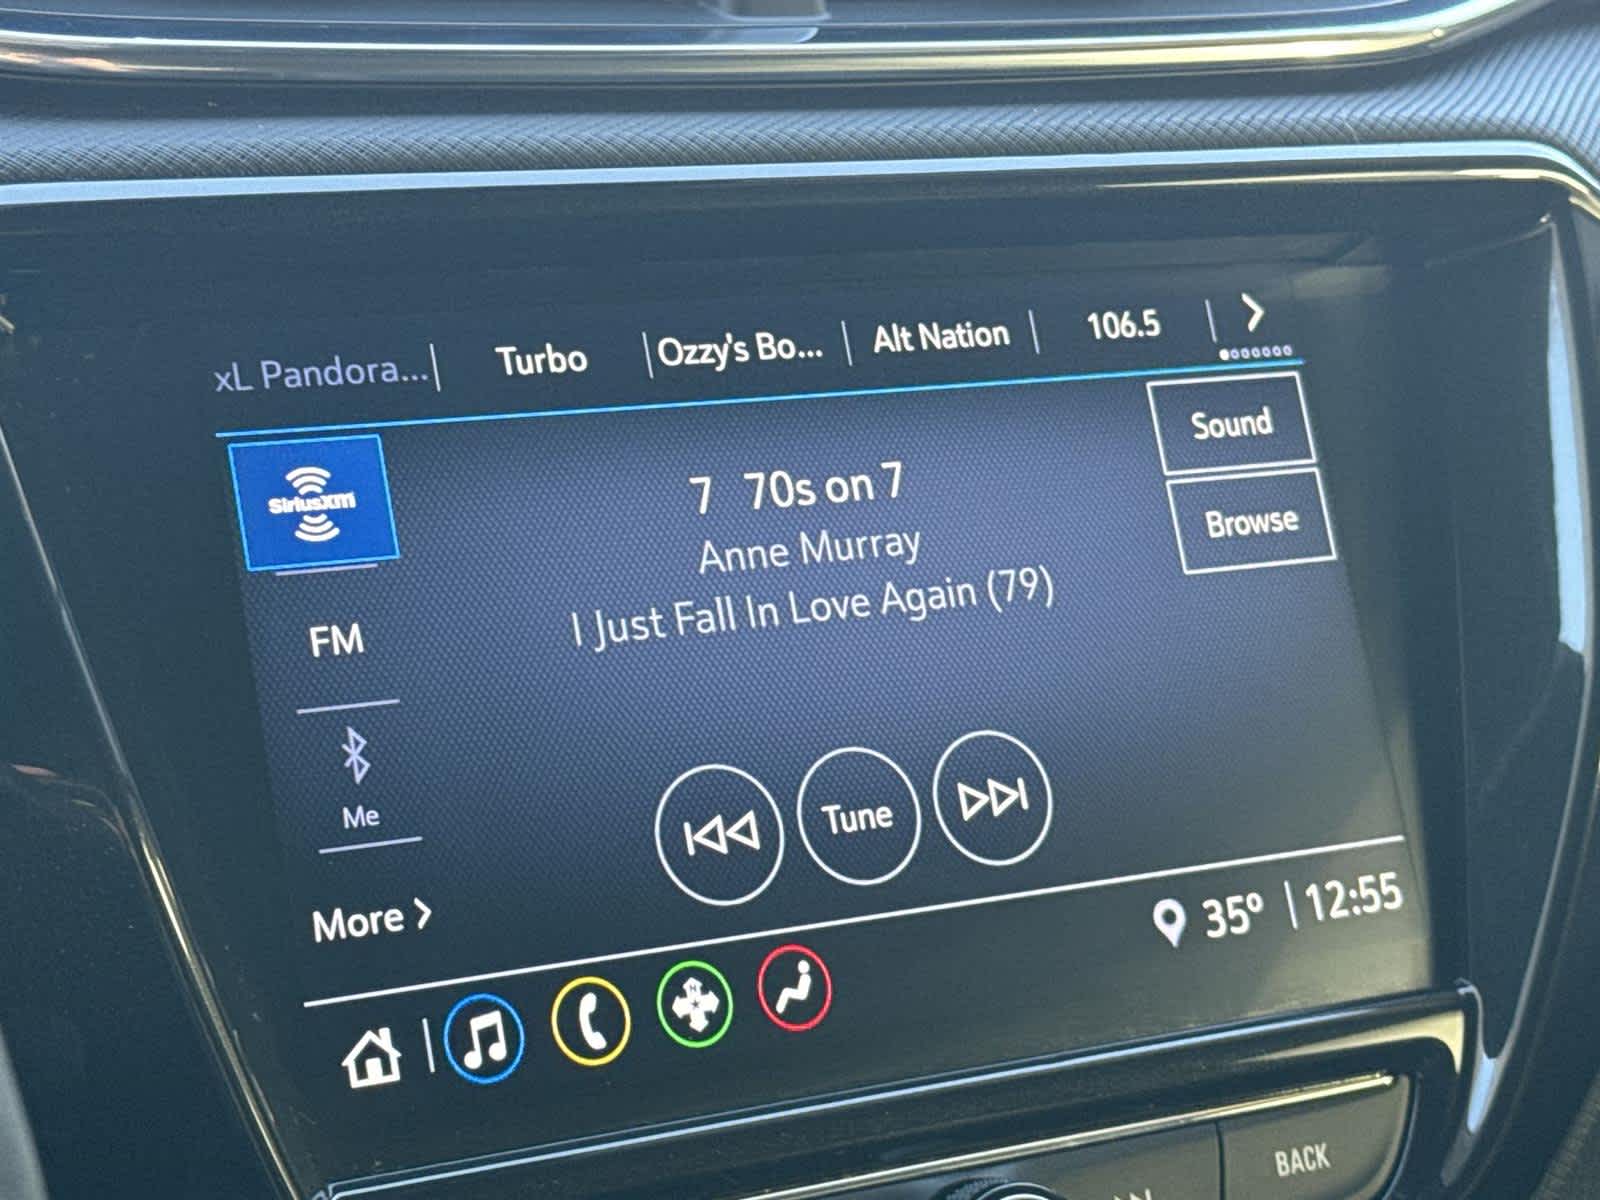 xL Pandora... Turbo Ozzy's Bo... Alt Nation 106.5
Sound
SiriusXM
7 70s on 7
Browse
Anne Murray
I Just Fall In Love Again (79)
FM
Me
Tune
More
35° 12:55
BACK